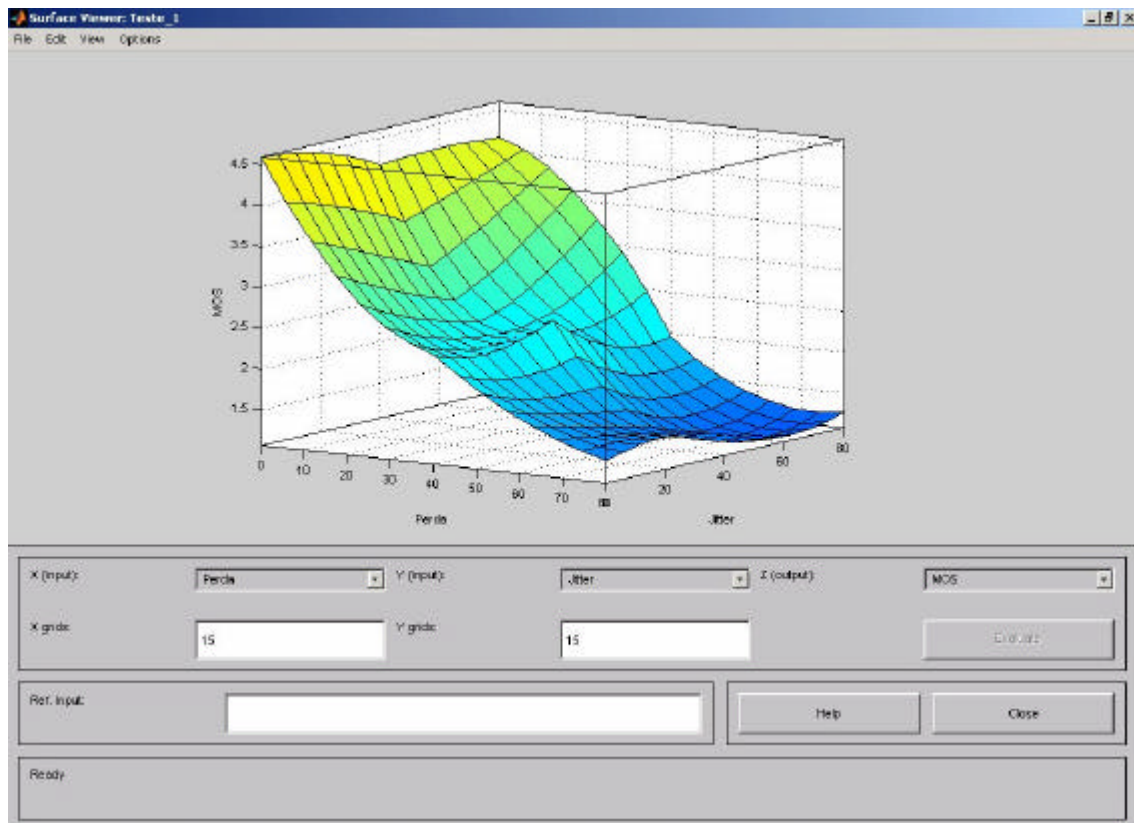 Surface Viewer: Teste_1
File Edit View Options
4.5
4
3.5
3
2.5
2
1.5
MOS
0 10 20 30 40 50 60 70
20 40 60 80
Perda
Jitter
X (input): Perda Y (input): Jitter Z (output): MOS
X grids: 15 Y grids: 15 Evaluate
Ref. Input: Help Close
Ready